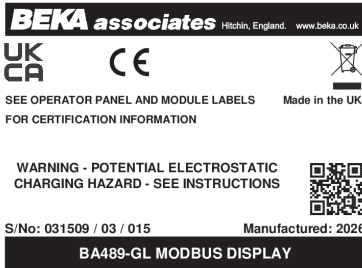 BEKA associates Hitchin, England. www.beka.co.uk
UK
CA CE
SEE OPERATOR PANEL AND MODULE LABELS Made in the UK
FOR CERTIFICATION INFORMATION
WARNING - POTENTIAL ELECTROSTATIC
CHARGING HAZARD - SEE INSTRUCTIONS
S/No: 031509 / 03 / 015 Manufactured: 2026
BA489-GL MODBUS DISPLAY